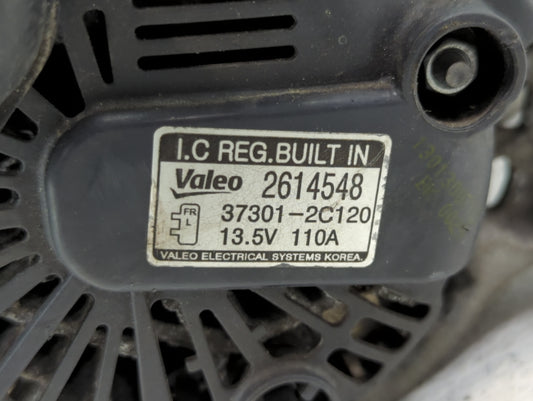 I.C REG.BUILT IN
Valeo 2614548
FR
L
37301-2C120
13.5V 110A
VALEO ELECTRICAL SYSTEMS KOREA.